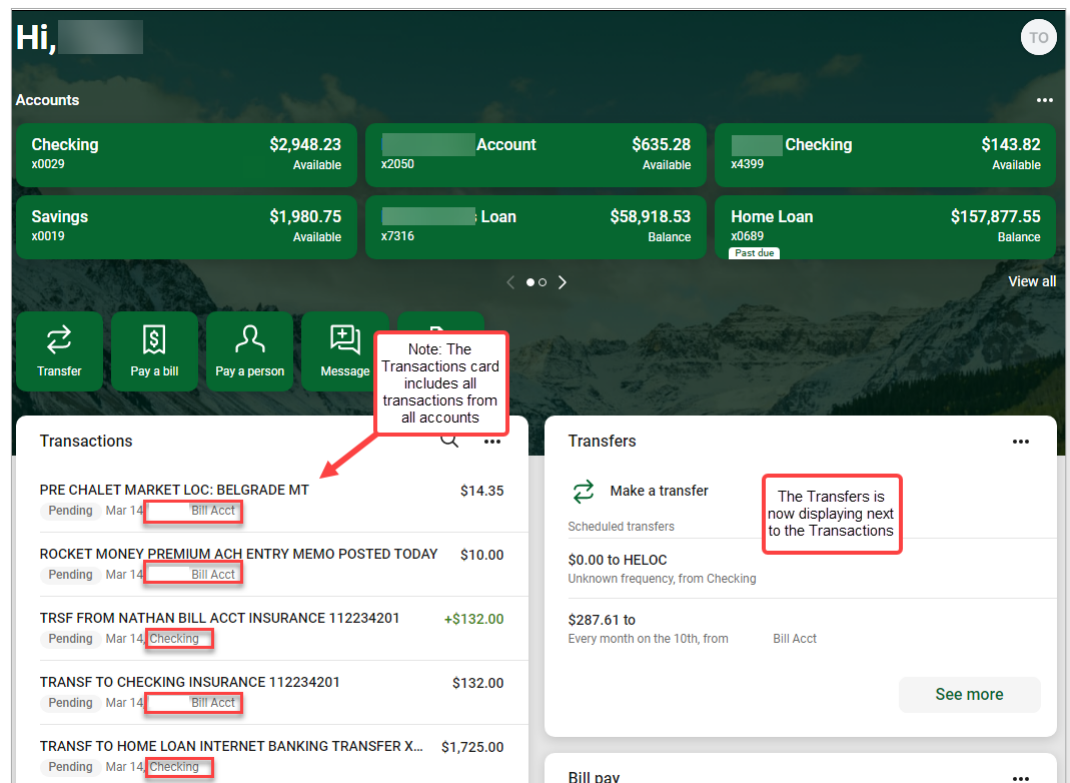 Hi,
TO
Accounts
Checking $2,948.23
x0029 Available
Account $635.28
x2050 Available
Checking $143.82
x4399 Available
Savings $1,980.75
x0019 Available
Loan $58,918.53
x7316 Balance
Home Loan $157,877.55
x0689 Balance
Past due
View all
Transfer
Pay a bill
Pay a person
Message
Note: The
Transactions card
includes all
transactions from
all accounts
Transactions
PRE CHALET MARKET LOC: BELGRADE MT $14.35
Pending Mar 14 Bill Acct
ROCKET MONEY PREMIUM ACH ENTRY MEMO POSTED TODAY $10.00
Pending Mar 14 Bill Acct
TRSF FROM NATHAN BILL ACCT INSURANCE 112234201 +$132.00
Pending Mar 14, Checking
TRANSF TO CHECKING INSURANCE 112234201 $132.00
Pending Mar 14 Bill Acct
TRANSF TO HOME LOAN INTERNET BANKING TRANSFER X... $1,725.00
Pending Mar 14, Checking
Transfers
Make a transfer
The Transfers is
now displaying next
to the Transactions
Scheduled transfers
$0.00 to HELOC
Unknown frequency, from Checking
$287.61 to
Every month on the 10th, from Bill Acct
See more
Bill pay